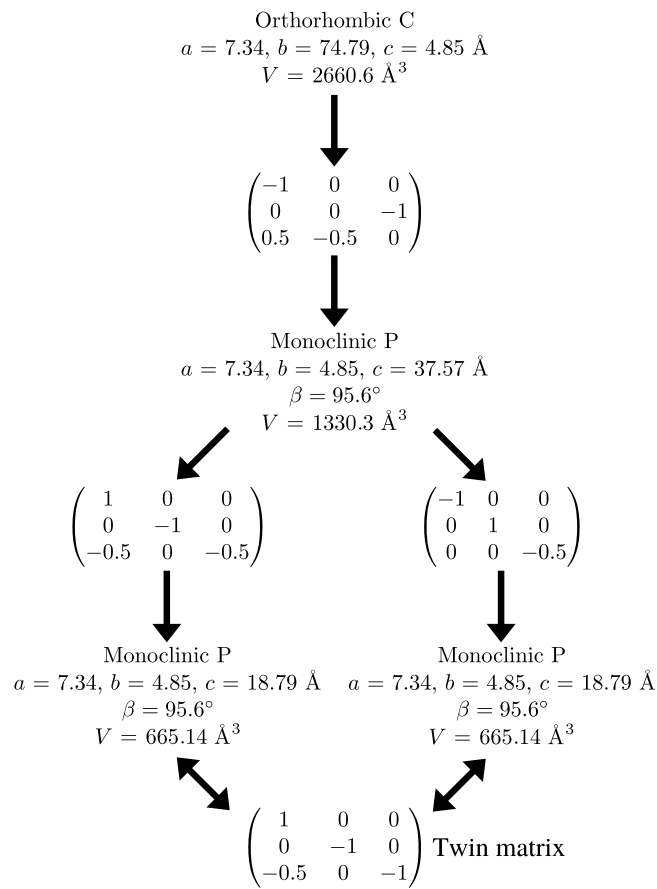 Orthorhombic C
a = 7.34, b = 74.79, c = 4.85 Å
V = 2660.6 Å³
−1 0 0
0 0 −1
0.5 −0.5 0
Monoclinic P
a = 7.34, b = 4.85, c = 37.57 Å
β = 95.6°
V = 1330.3 Å³
1 0 0
0 −1 0
−0.5 0 −0.5
−1 0 0
0 1 0
0 0 −0.5
Monoclinic P
a = 7.34, b = 4.85, c = 18.79 Å
β = 95.6°
V = 665.14 Å³
Monoclinic P
a = 7.34, b = 4.85, c = 18.79 Å
β = 95.6°
V = 665.14 Å³
1 0 0
0 −1 0
−0.5 0 −1
Twin matrix